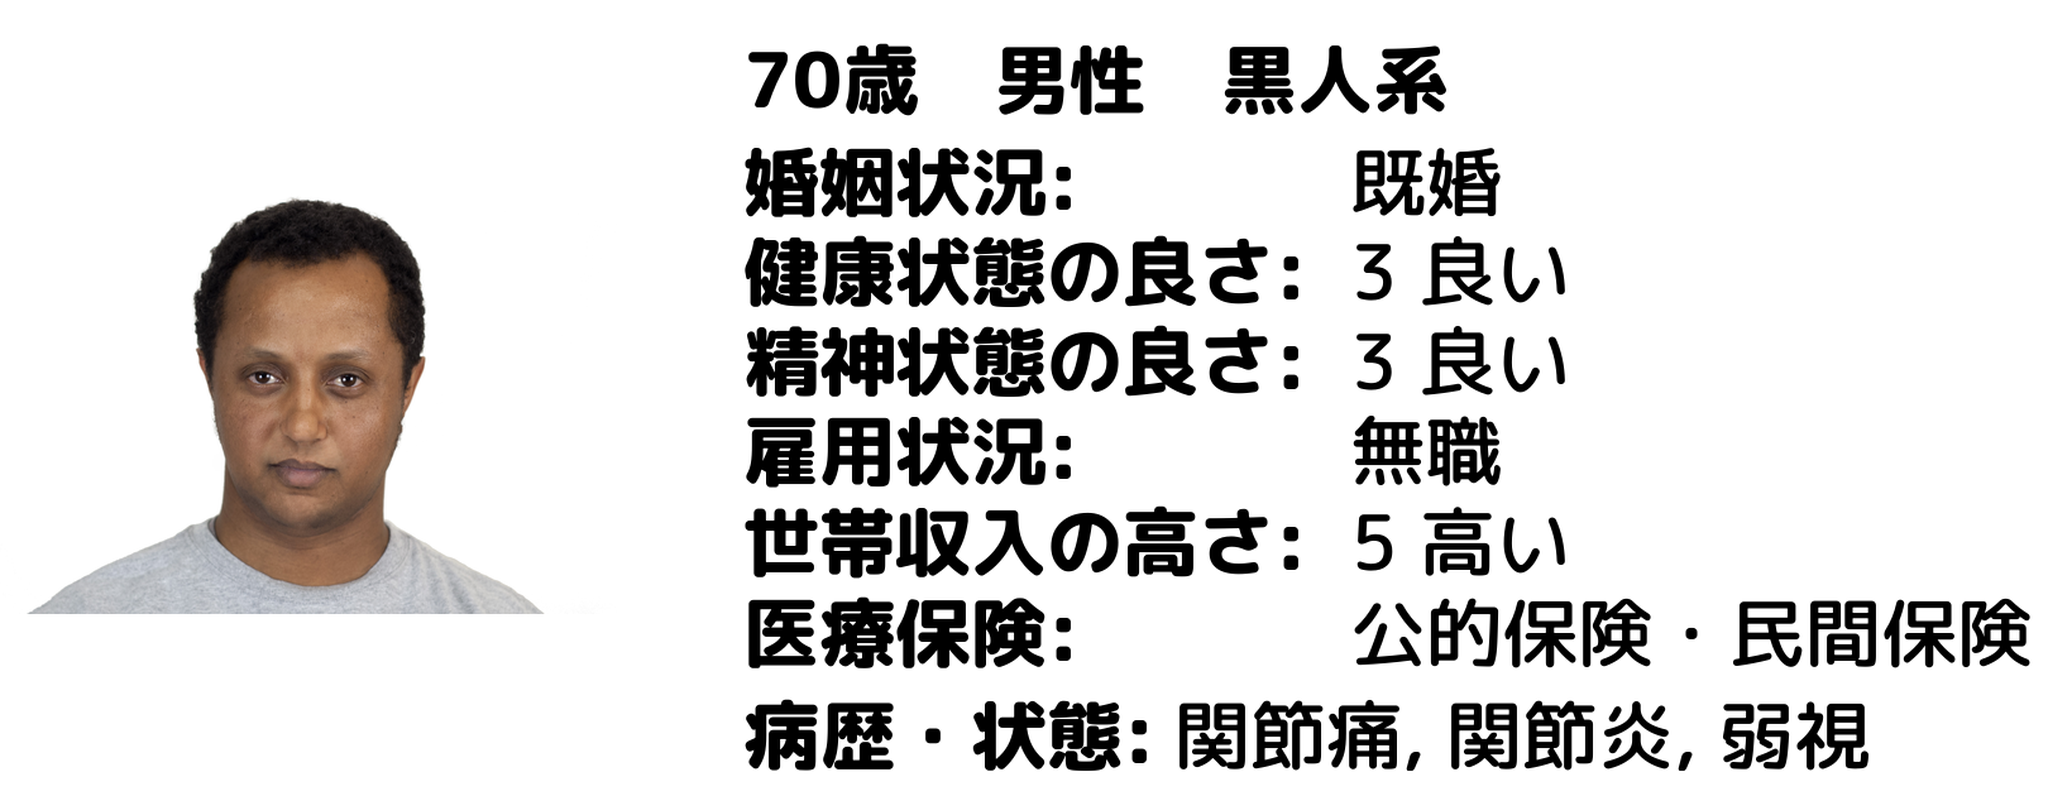 70歳　男性　黒人系
婚姻状況: 既婚
健康状態の良さ: 3 良い
精神状態の良さ: 3 良い
雇用状況: 無職
世帯収入の高さ: 5 高い
医療保険: 公的保険・民間保険
病歴・状態: 関節痛, 関節炎, 弱視